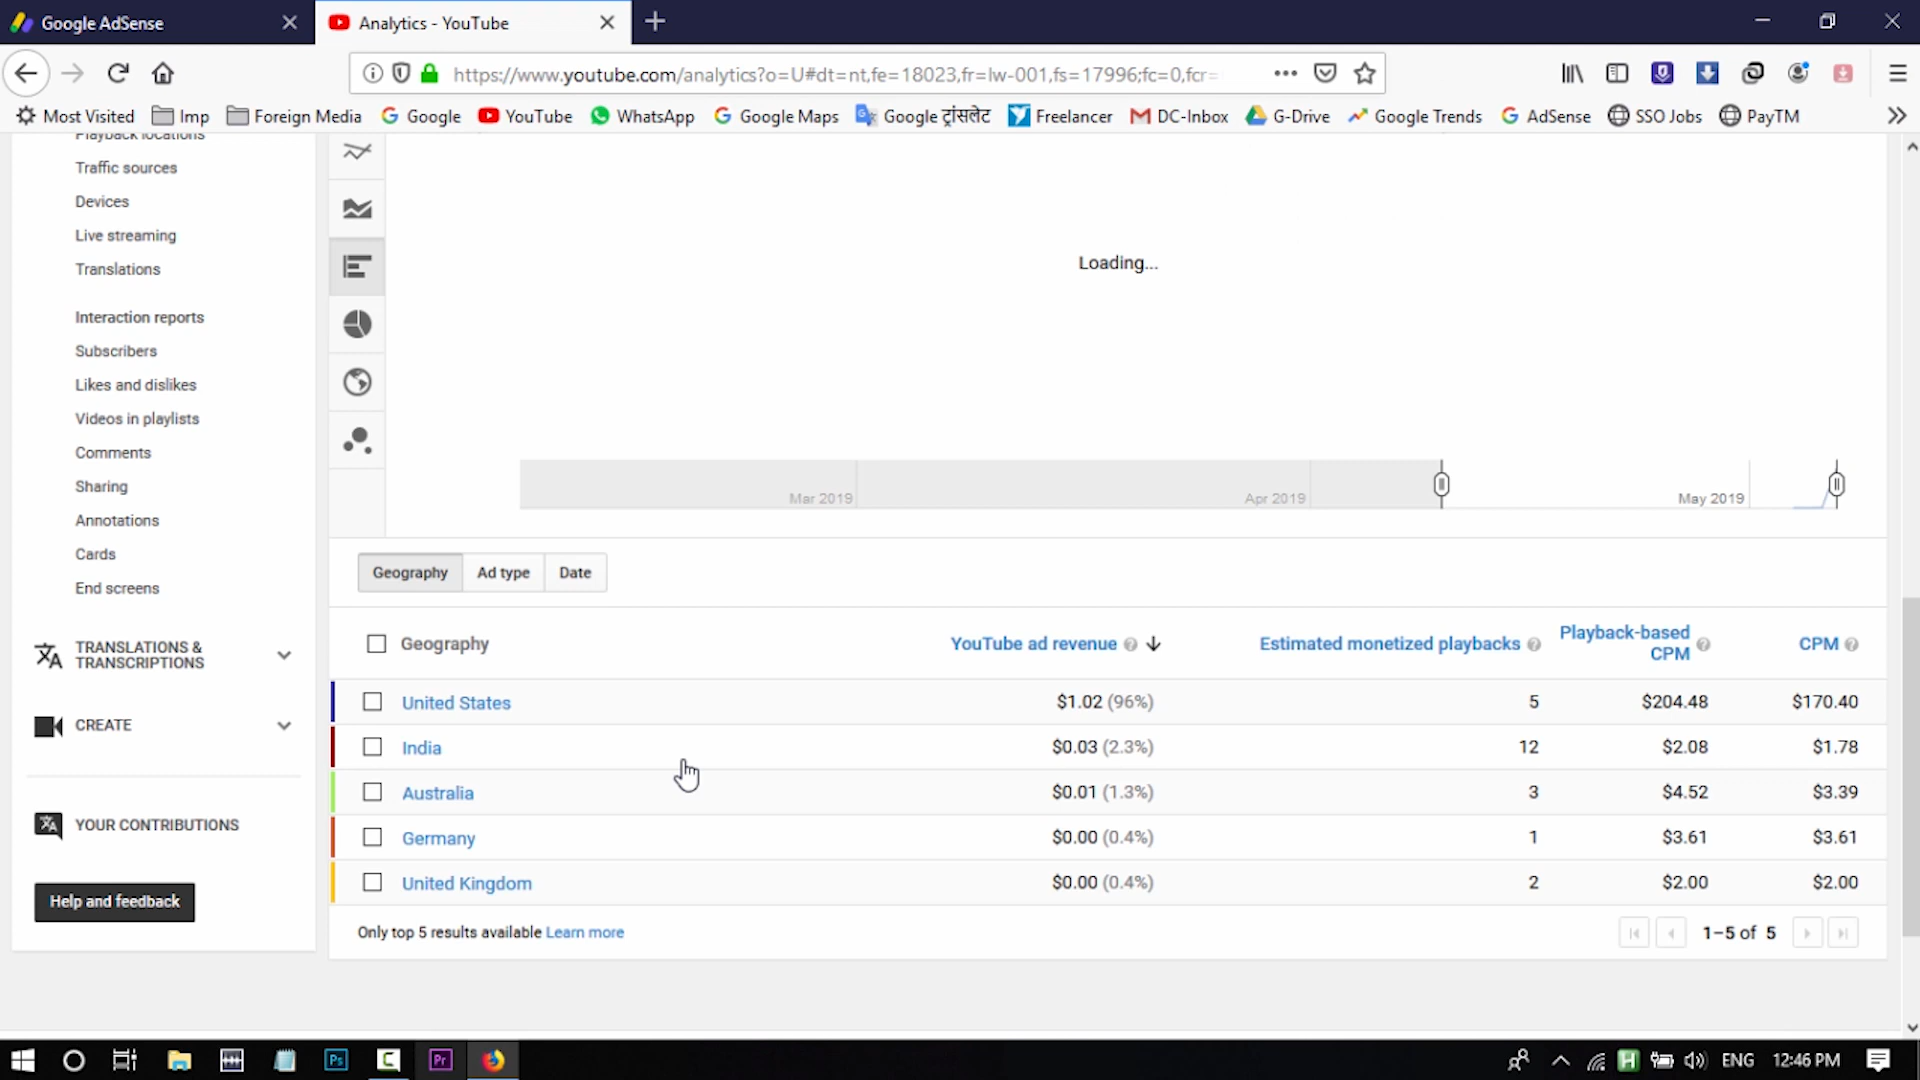 Google AdSense
Analytics - YouTube
https://www.youtube.com/analytics?o=U#dt=nt,fe=18023,fr=lw-001,fs=17996;fc=0,fcr=
Most Visited Imp Foreign Media Google YouTube WhatsApp Google Maps Google ट्रांसलेट Freelancer DC-Inbox G-Drive Google Trends AdSense SSO Jobs PayTM
Playback locations
Traffic sources
Devices
Live streaming
Translations
Interaction reports
Subscribers
Likes and dislikes
Videos in playlists
Comments
Sharing
Annotations
Cards
End screens
TRANSLATIONS &
TRANSCRIPTIONS
CREATE
YOUR CONTRIBUTIONS
Help and feedback
Loading...
Mar 2019 Apr 2019 May 2019
Geography Ad type Date
Geography YouTube ad revenue Estimated monetized playbacks Playback-based CPM CPM
United States $1.02 (96%) 5 $204.48 $170.40
India $0.03 (2.3%) 12 $2.08 $1.78
Australia $0.01 (1.3%) 3 $4.52 $3.39
Germany $0.00 (0.4%) 1 $3.61 $3.61
United Kingdom $0.00 (0.4%) 2 $2.00 $2.00
Only top 5 results available Learn more 1–5 of 5
Ps Pr H ENG 12:46 PM